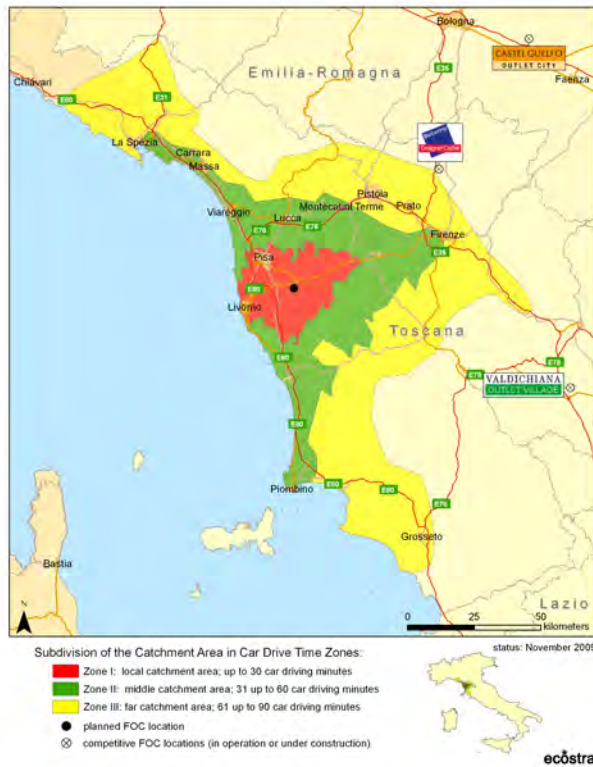 Bologna
CASTEL GUELFO
OUTLET CITY
Faenza
Emilia-Romagna
E35
Chiavari
E80
E31
Designer Outlet
La Spezia
Carrara
Massa
Pistoia
Montecatini Terme
Prato
Viareggio
Lucca
E76
E76
Firenze
E35
Pisa
E80
Livorno
Toscana
E80
E78
E78
VALDICHIANA
OUTLET VILLAGE
E80
Piombino
E80
E80
E78
Grosseto
Bastia
N
Lazio
0 25 50
kilometers
Subdivision of the Catchment Area in Car Drive Time Zones:
status: November 2009
Zone I: local catchment area; up to 30 car driving minutes
Zone II: middle catchment area; 31 up to 60 car driving minutes
Zone III: far catchment area; 61 up to 90 car driving minutes
planned FOC location
competitive FOC locations (in operation or under construction)
ecostra